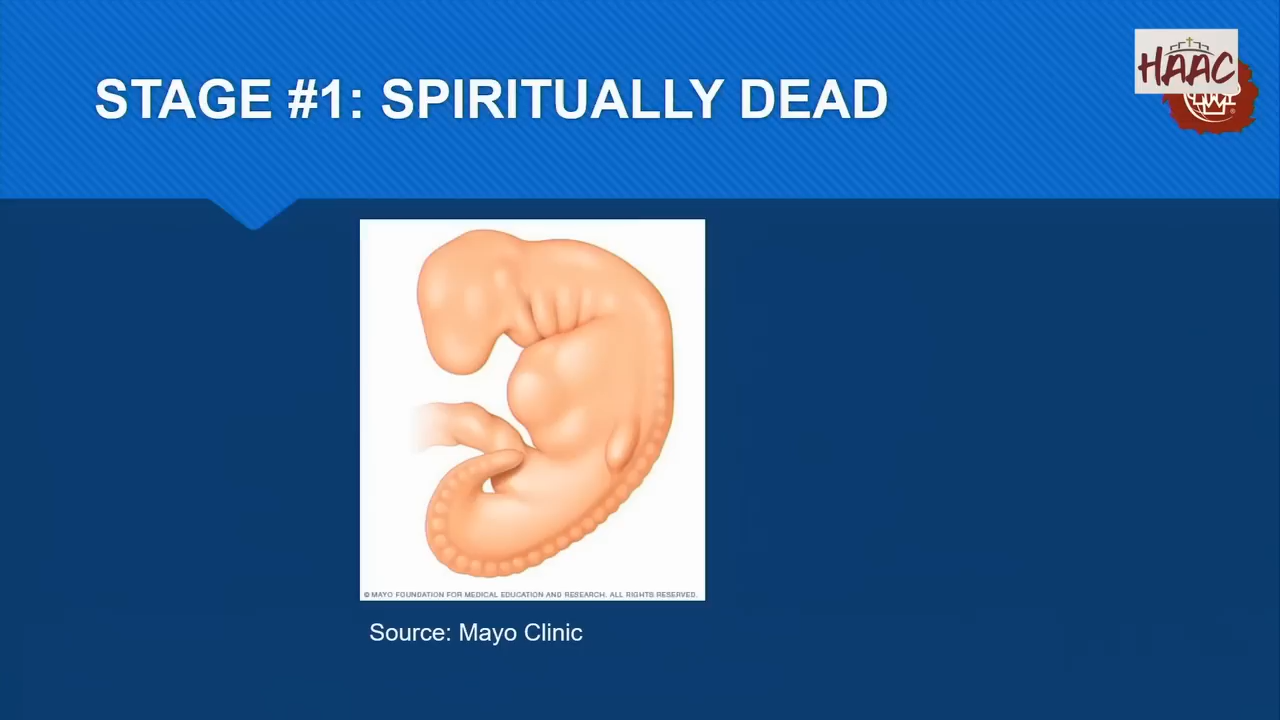 STAGE #1: SPIRITUALLY DEAD
HAAC
© MAYO FOUNDATION FOR MEDICAL EDUCATION AND RESEARCH. ALL RIGHTS RESERVED.
Source: Mayo Clinic